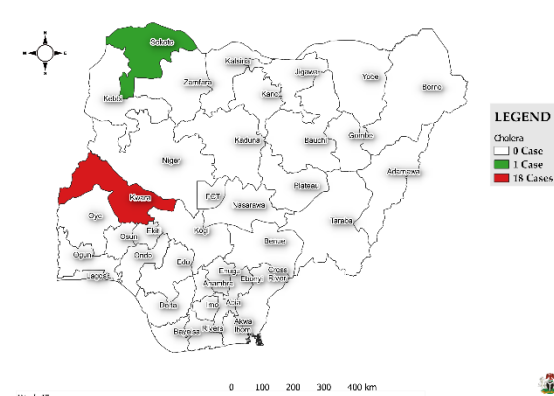 Sokoto
Katsina
Jigawa
Yobe
Borno
Zamfara
Kebbi
Kano
Kaduna
Bauchi
Gombe
Niger
Adamawa
Kwara
FCT
Plateau
Nasarawa
Taraba
Oyo
Kogi
Ekiti
Osun
Benue
Ogun
Ondo
Edo
Lagos
Enugu
Ebony
Cross
River
Anambra
Delta
Imo
Abia
Akwa
Ibom
Bayelsa
Rivers
LEGEND
Cholera
0 Case
1 Case
18 Cases
0 100 200 300 400 km